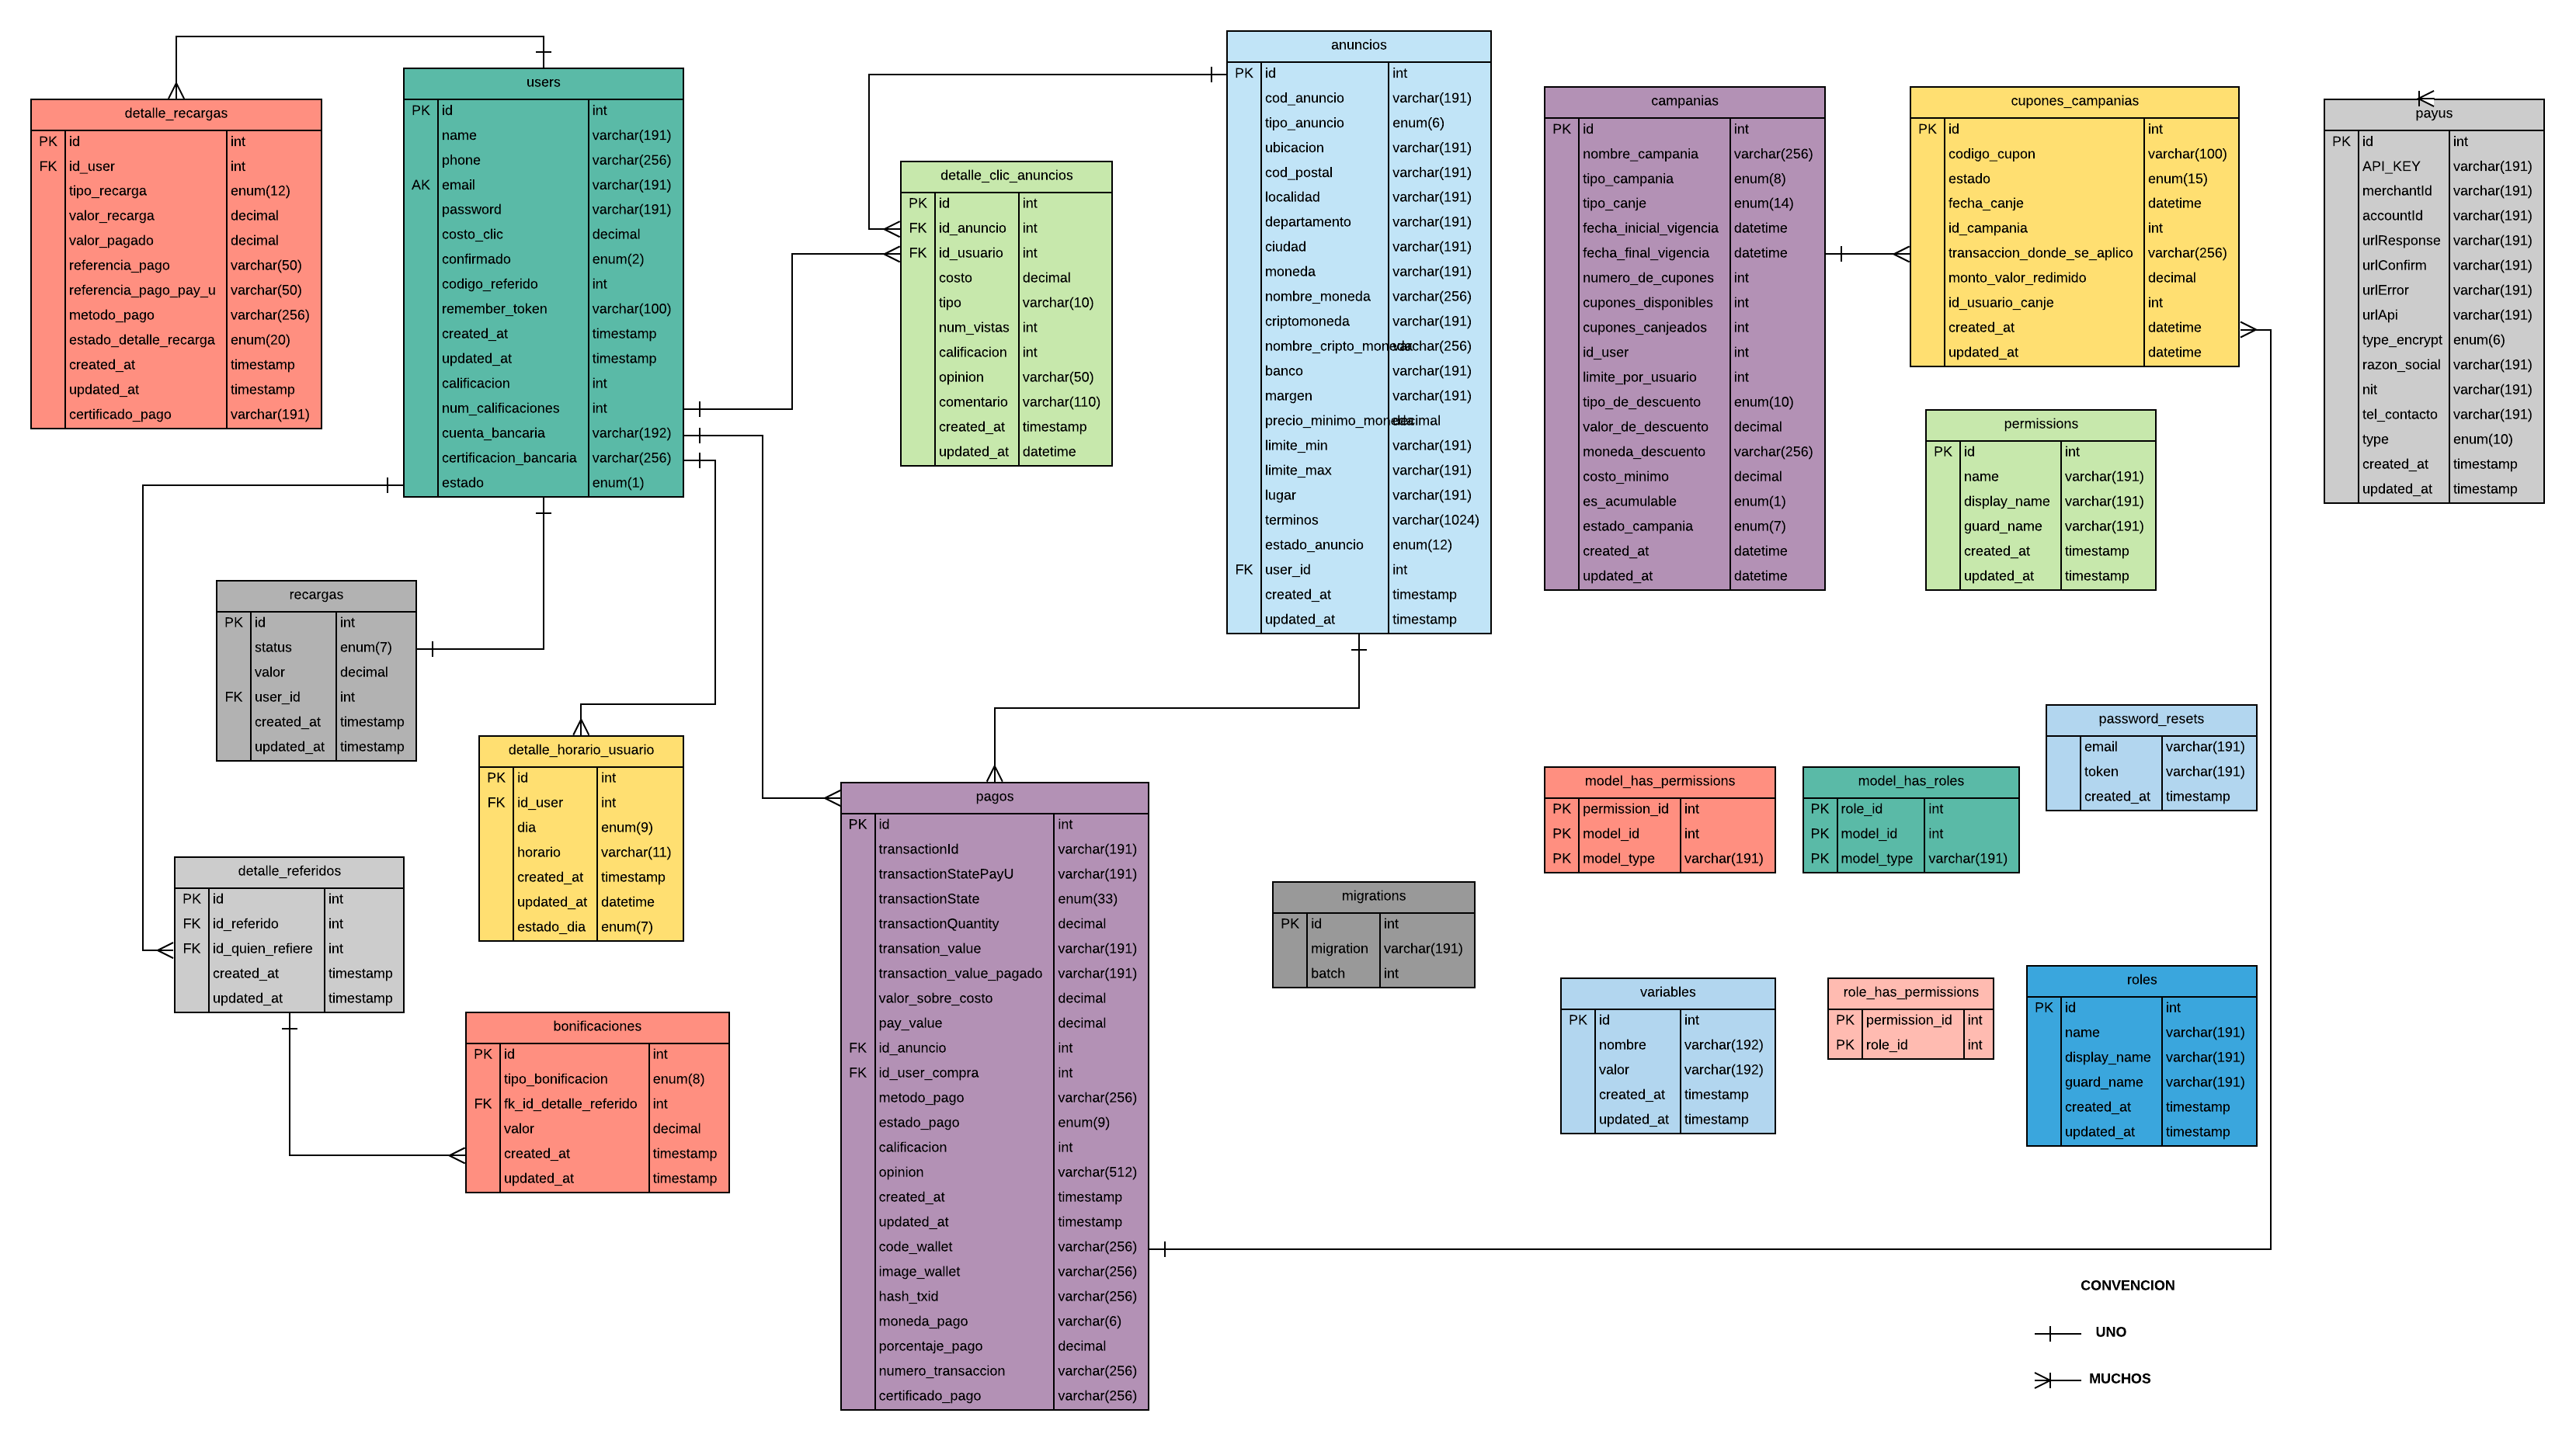 detalle_recargas
PK id int
FK id_user int
tipo_recarga enum(12)
valor_recarga decimal
valor_pagado decimal
referencia_pago varchar(50)
referencia_pago_pay_u varchar(50)
metodo_pago varchar(256)
estado_detalle_recarga enum(20)
created_at timestamp
updated_at timestamp
certificado_pago varchar(191)
users
PK id int
name varchar(191)
phone varchar(256)
AK email varchar(191)
password varchar(191)
costo_clic decimal
confirmado enum(2)
codigo_referido int
remember_token varchar(100)
created_at timestamp
updated_at timestamp
calificacion int
num_calificaciones int
cuenta_bancaria varchar(192)
certificacion_bancaria varchar(256)
estado enum(1)
detalle_clic_anuncios
PK id int
FK id_anuncio int
FK id_usuario int
costo decimal
tipo varchar(10)
num_vistas int
calificacion int
opinion varchar(50)
comentario varchar(110)
created_at timestamp
updated_at datetime
anuncios
PK id int
cod_anuncio varchar(191)
tipo_anuncio enum(6)
ubicacion varchar(191)
cod_postal varchar(191)
localidad varchar(191)
departamento varchar(191)
ciudad varchar(191)
moneda varchar(191)
nombre_moneda varchar(256)
criptomoneda varchar(191)
nombre_cripto_moneda varchar(256)
banco varchar(191)
margen varchar(191)
precio_minimo_moneda decimal
limite_min varchar(191)
limite_max varchar(191)
lugar varchar(191)
terminos varchar(1024)
estado_anuncio enum(12)
FK user_id int
created_at timestamp
updated_at timestamp
campanias
PK id int
nombre_campania varchar(256)
tipo_campania enum(8)
tipo_canje enum(14)
fecha_inicial_vigencia datetime
fecha_final_vigencia datetime
numero_de_cupones int
cupones_disponibles int
cupones_canjeados int
id_user int
limite_por_usuario int
tipo_de_descuento enum(10)
valor_de_descuento decimal
moneda_descuento varchar(256)
costo_minimo decimal
es_acumulable enum(1)
estado_campania enum(7)
created_at datetime
updated_at datetime
cupones_campanias
PK id int
codigo_cupon varchar(100)
estado enum(15)
fecha_canje datetime
id_campania int
transaccion_donde_se_aplico varchar(256)
monto_valor_redimido decimal
id_usuario_canje int
created_at datetime
updated_at datetime
payus
PK id int
API_KEY varchar(191)
merchantId varchar(191)
accountId varchar(191)
urlResponse varchar(191)
urlConfirm varchar(191)
urlError varchar(191)
urlApi varchar(191)
type_encrypt enum(6)
razon_social varchar(191)
nit varchar(191)
tel_contacto varchar(191)
type enum(10)
created_at timestamp
updated_at timestamp
permissions
PK id int
name varchar(191)
display_name varchar(191)
guard_name varchar(191)
created_at timestamp
updated_at timestamp
recargas
PK id int
status enum(7)
valor decimal
FK user_id int
created_at timestamp
updated_at timestamp
detalle_horario_usuario
PK id int
FK id_user int
dia enum(9)
horario varchar(11)
created_at timestamp
updated_at datetime
estado_dia enum(7)
pagos
PK id int
transactionId varchar(191)
transactionStatePayU varchar(191)
transactionState enum(33)
transactionQuantity decimal
transation_value varchar(191)
transaction_value_pagado varchar(191)
valor_sobre_costo decimal
pay_value decimal
FK id_anuncio int
FK id_user_compra int
metodo_pago varchar(256)
estado_pago enum(9)
calificacion int
opinion varchar(512)
created_at timestamp
updated_at timestamp
code_wallet varchar(256)
image_wallet varchar(256)
hash_txid varchar(256)
moneda_pago varchar(6)
porcentaje_pago decimal
numero_transaccion varchar(256)
certificado_pago varchar(256)
detalle_referidos
PK id int
FK id_referido int
FK id_quien_refiere int
created_at timestamp
updated_at timestamp
bonificaciones
PK id int
tipo_bonificacion enum(8)
FK fk_id_detalle_referido int
valor decimal
created_at timestamp
updated_at timestamp
password_resets
email varchar(191)
token varchar(191)
created_at timestamp
model_has_permissions
PK permission_id int
PK model_id int
PK model_type varchar(191)
model_has_roles
PK role_id int
PK model_id int
PK model_type varchar(191)
migrations
PK id int
migration varchar(191)
batch int
variables
PK id int
nombre varchar(192)
valor varchar(192)
created_at timestamp
updated_at timestamp
role_has_permissions
PK permission_id int
PK role_id int
roles
PK id int
name varchar(191)
display_name varchar(191)
guard_name varchar(191)
created_at timestamp
updated_at timestamp
CONVENCION
UNO
MUCHOS